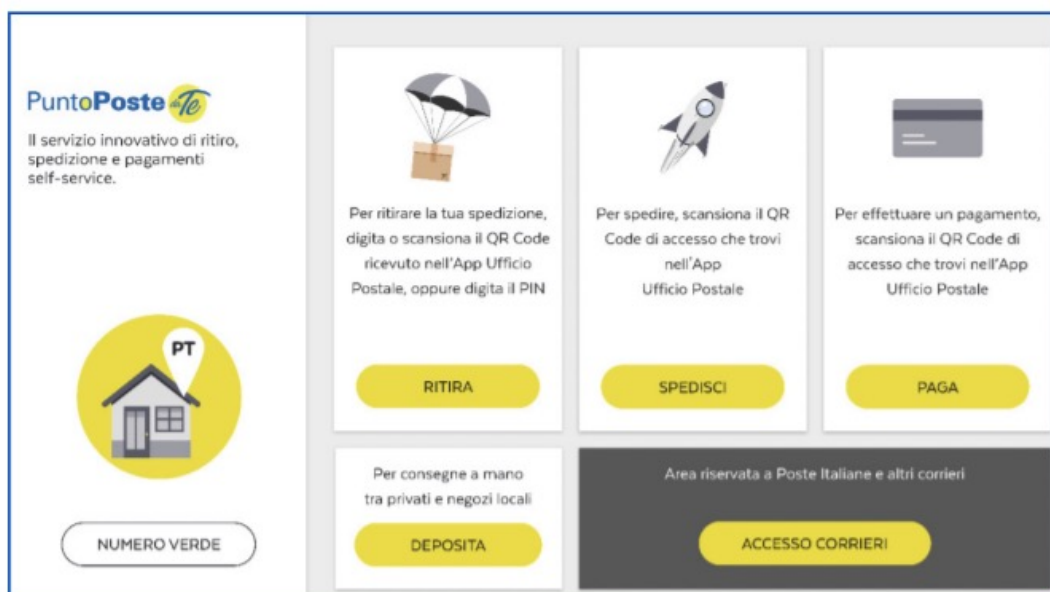 PuntoPoste da Te
Il servizio innovativo di ritiro,
spedizione e pagamenti
self-service.
PT
NUMERO VERDE
Per ritirare la tua spedizione,
digita o scansiona il QR Code
ricevuto nell'App Ufficio
Postale, oppure digita il PIN
RITIRA
Per spedire, scansiona il QR
Code di accesso che trovi
nell'App
Ufficio Postale
SPEDISCI
Per effettuare un pagamento,
scansiona il QR Code di
accesso che trovi nell'App
Ufficio Postale
PAGA
Per consegne a mano
tra privati e negozi locali
DEPOSITA
Area riservata a Poste Italiane e altri corrieri
ACCESSO CORRIERI